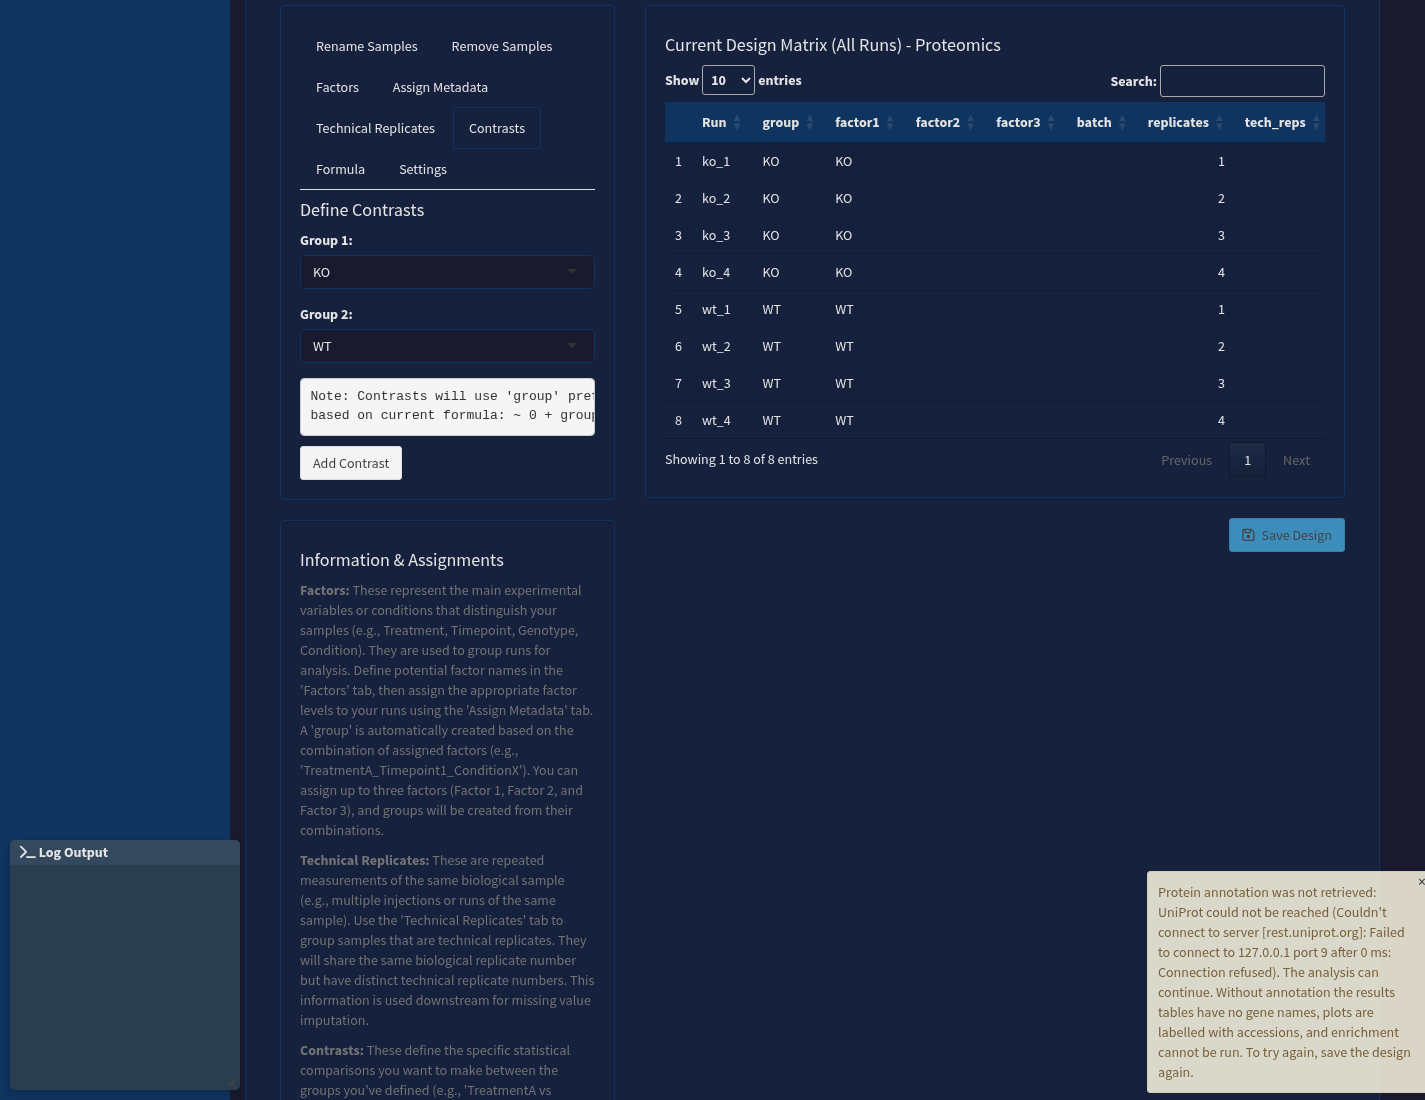 Rename Samples Remove Samples
Factors Assign Metadata
Technical Replicates Contrasts
Formula Settings
Define Contrasts
Group 1:
KO
Group 2:
WT
Note: Contrasts will use 'group' pref
based on current formula: ~ 0 + group
Add Contrast
Current Design Matrix (All Runs) - Proteomics
Show 10 entries
Search:
Run group factor1 factor2 factor3 batch replicates tech_reps
1 ko_1 KO KO 1
2 ko_2 KO KO 2
3 ko_3 KO KO 3
4 ko_4 KO KO 4
5 wt_1 WT WT 1
6 wt_2 WT WT 2
7 wt_3 WT WT 3
8 wt_4 WT WT 4
Showing 1 to 8 of 8 entries
Previous 1 Next
Save Design
Information & Assignments
Factors: These represent the main experimental
variables or conditions that distinguish your
samples (e.g., Treatment, Timepoint, Genotype,
Condition). They are used to group runs for
analysis. Define potential factor names in the
'Factors' tab, then assign the appropriate factor
levels to your runs using the 'Assign Metadata' tab.
A 'group' is automatically created based on the
combination of assigned factors (e.g.,
'TreatmentA_Timepoint1_ConditionX'). You can
assign up to three factors (Factor 1, Factor 2, and
Factor 3), and groups will be created from their
combinations.
Technical Replicates: These are repeated
measurements of the same biological sample
(e.g., multiple injections or runs of the same
sample). Use the 'Technical Replicates' tab to
group samples that are technical replicates. They
will share the same biological replicate number
but have distinct technical replicate numbers. This
information is used downstream for missing value
imputation.
Contrasts: These define the specific statistical
comparisons you want to make between the
groups you've defined (e.g., 'TreatmentA vs
Log Output
×
Protein annotation was not retrieved:
UniProt could not be reached (Couldn't
connect to server [rest.uniprot.org]: Failed
to connect to 127.0.0.1 port 9 after 0 ms:
Connection refused). The analysis can
continue. Without annotation the results
tables have no gene names, plots are
labelled with accessions, and enrichment
cannot be run. To try again, save the design
again.